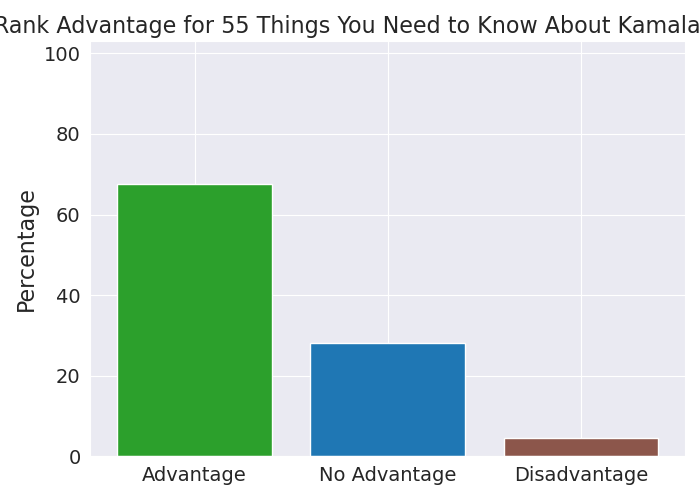 Rank Advantage for 55 Things You Need to Know About Kamala
100
80
60
40
20
0
Percentage
Advantage No Advantage Disadvantage